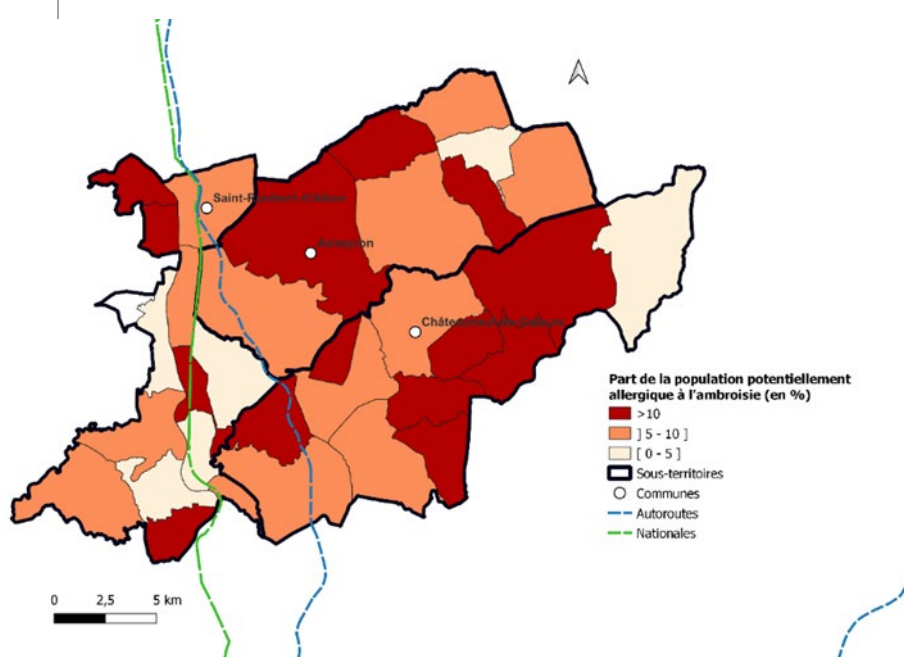 Saint-Rambert-d'Albon
Anneyron
Châteauneuf-de-Galaure
Part de la population potentiellement
allergique à l'ambroisie (en %)
>10
] 5 - 10 ]
[ 0 - 5 ]
Sous-territoires
Communes
Autoroutes
Nationales
0 2,5 5 km